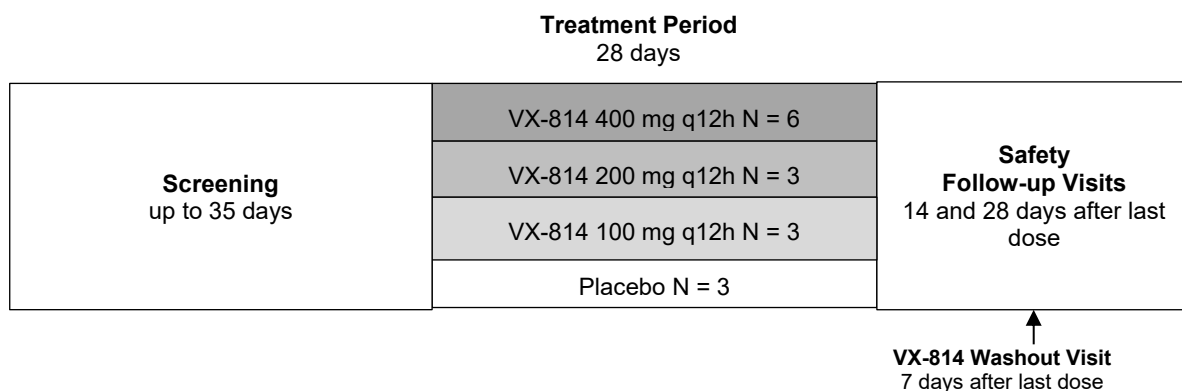 Treatment Period
28 days
Screening
up to 35 days
VX-814 400 mg q12h N = 6
VX-814 200 mg q12h N = 3
VX-814 100 mg q12h N = 3
Placebo N = 3
Safety
Follow-up Visits
14 and 28 days after last
dose
VX-814 Washout Visit
7 days after last dose